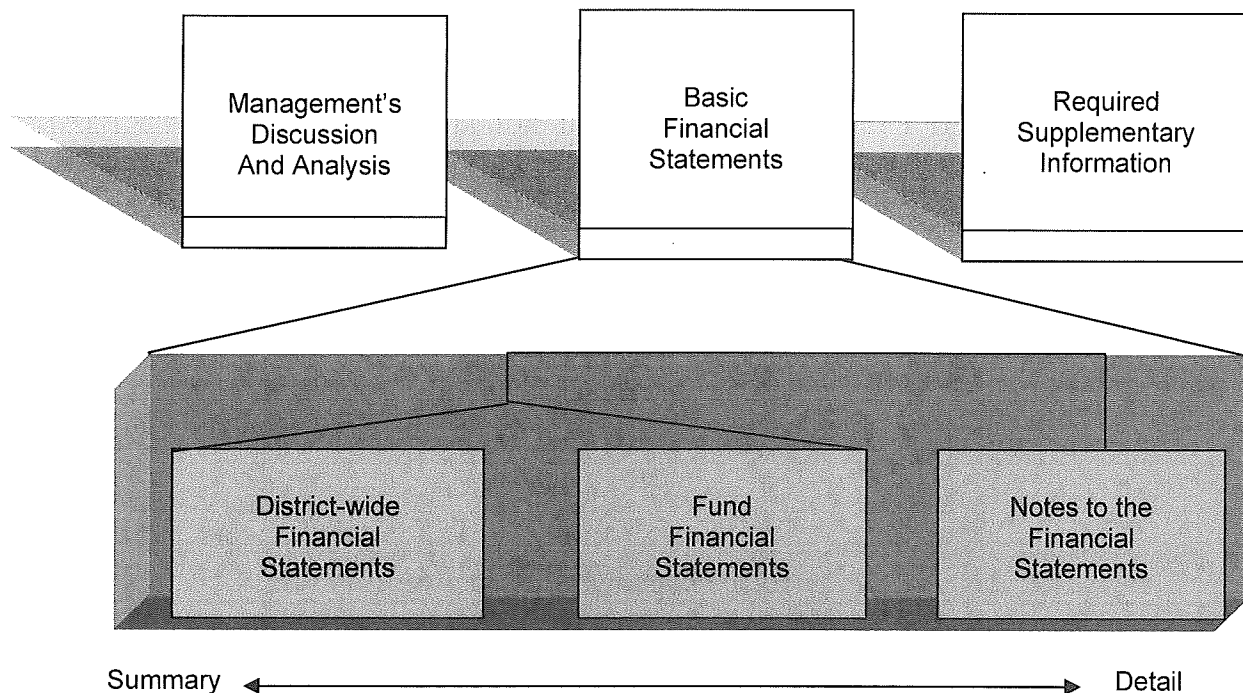 Management's
Discussion
And Analysis
Basic
Financial
Statements
Required
Supplementary
Information
District-wide
Financial
Statements
Fund
Financial
Statements
Notes to the
Financial
Statements
Summary
Detail